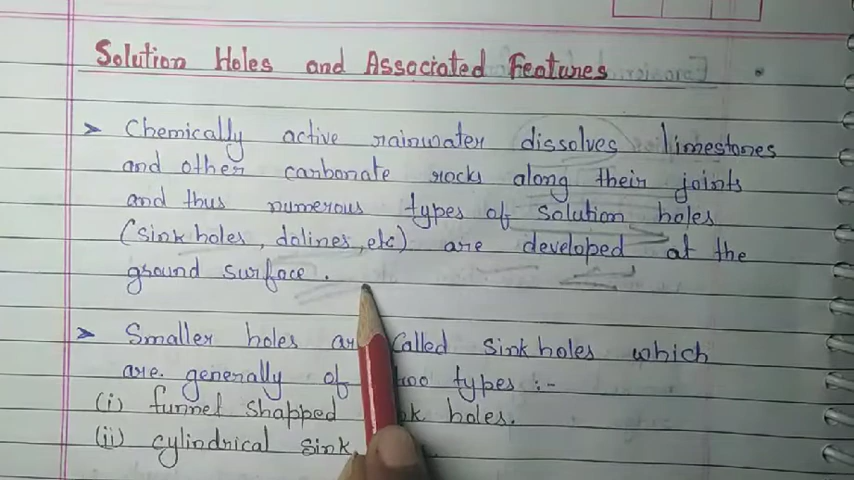 Solution Holes and Associated Features
➤ Chemically active rainwater dissolves limestones
and other carbonate rocks along their joints
and thus numerous types of solution holes
(sink holes, dolines, etc) are developed at the
ground surface.
➤ Smaller holes are called sink holes which
are generally of two types :-
(i) funnel shapped holes.
(ii) cylindrical sink